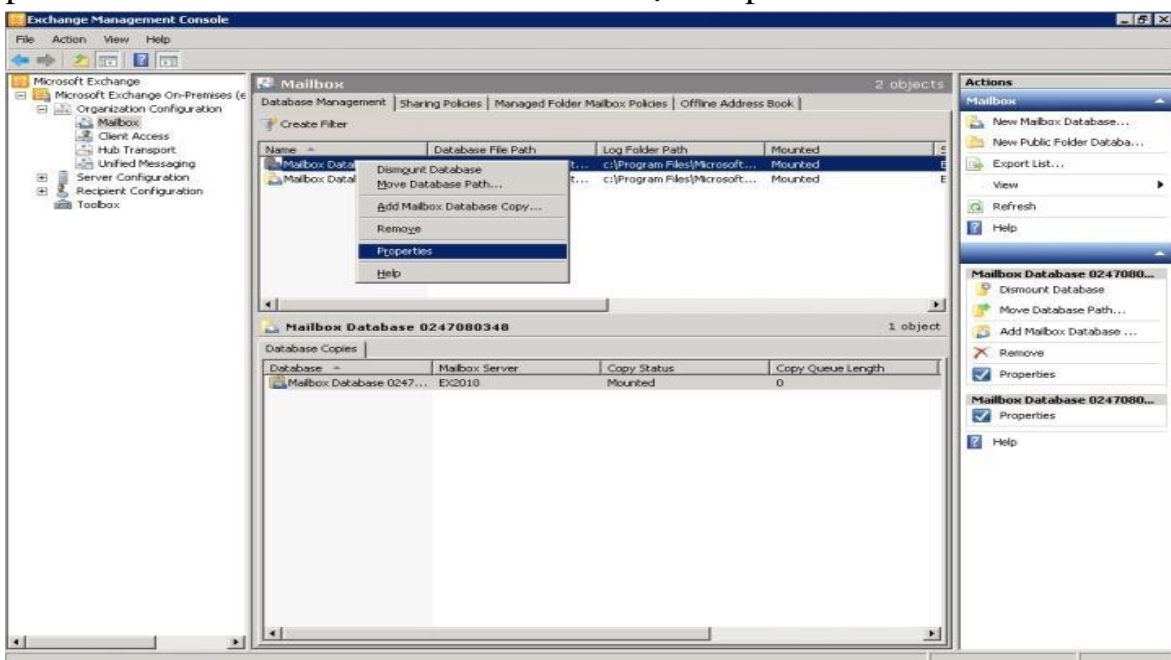 Exchange Management Console
File Action View Help
Microsoft Exchange
Microsoft Exchange On-Premises (e
Organization Configuration
Mailbox
Client Access
Hub Transport
Unified Messaging
Server Configuration
Recipient Configuration
Toolbox
Mailbox 2 objects
Database Management Sharing Policies Managed Folder Mailbox Policies Offline Address Book
Create Filter
Name Database File Path Log Folder Path Mounted S
Mailbox Data t... c:\Program Files\Microsoft... Mounted E
Mailbox Datal t... c:\Program Files\Microsoft... Mounted E
Dismount Database
Move Database Path...
Add Mailbox Database Copy...
Remove
Properties
Help
Mailbox Database 0247080348 1 object
Database Copies
Database Mailbox Server Copy Status Copy Queue Length
Mailbox Database 0247... EX2010 Mounted 0
Actions
Mailbox
New Mailbox Database...
New Public Folder Databa...
Export List...
View
Refresh
Help
Mailbox Database 0247080...
Dismount Database
Move Database Path...
Add Mailbox Database ...
Remove
Properties
Mailbox Database 0247080...
Properties
Help